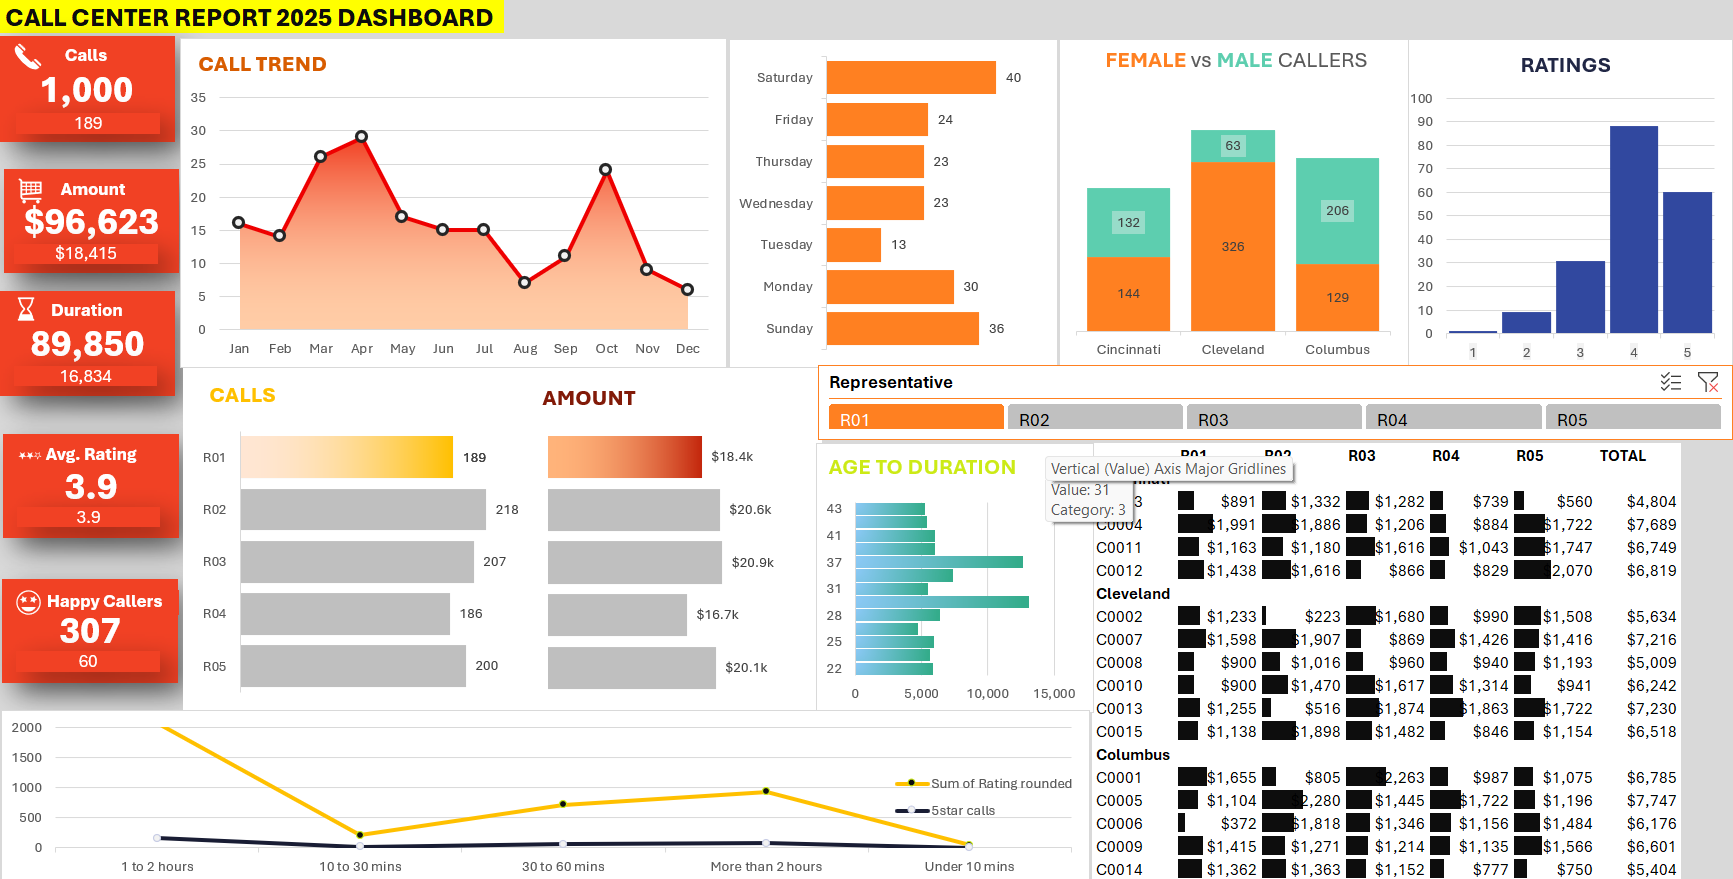 CALL CENTER REPORT 2025 DASHBOARD
Calls
1,000
189
Amount
$96,623
$18,415
Duration
89,850
16,834
Avg. Rating
3.9
3.9
Happy Callers
307
60
CALL TREND
35
30
25
20
15
10
5
0
Jan Feb Mar Apr May Jun Jul Aug Sep Oct Nov Dec
Saturday 40
Friday 24
Thursday 23
Wednesday 23
Tuesday 13
Monday 30
Sunday 36
FEMALE vs MALE CALLERS
63
132 206
326
144 129
Cincinnati Cleveland Columbus
RATINGS
100
90
80
70
60
50
40
30
20
10
0
1 2 3 4 5
CALLS
R01 189
R02 218
R03 207
R04 186
R05 200
AMOUNT
$18.4k
$20.6k
$20.9k
$16.7k
$20.1k
Representative
R01 R02 R03 R04 R05
AGE TO DURATION
43
41
37
31
28
25
22
0 5,000 10,000 15,000
Vertical (Value) Axis Major Gridlines
Value: 31
Category: 3
R01 R02 R03 R04 R05 TOTAL
3 $891 $1,332 $1,282 $739 $560 $4,804
C0004 $1,991 $1,886 $1,206 $884 $1,722 $7,689
C0011 $1,163 $1,180 $1,616 $1,043 $1,747 $6,749
C0012 $1,438 $1,616 $866 $829 $2,070 $6,819
Cleveland
C0002 $1,233 $223 $1,680 $990 $1,508 $5,634
C0007 $1,598 $1,907 $869 $1,426 $1,416 $7,216
C0008 $900 $1,016 $960 $940 $1,193 $5,009
C0010 $900 $1,470 $1,617 $1,314 $941 $6,242
C0013 $1,255 $516 $1,874 $1,863 $1,722 $7,230
C0015 $1,138 $1,898 $1,482 $846 $1,154 $6,518
Columbus
C0001 $1,655 $805 $2,263 $987 $1,075 $6,785
C0005 $1,104 $2,280 $1,445 $1,722 $1,196 $7,747
C0006 $372 $1,818 $1,346 $1,156 $1,484 $6,176
C0009 $1,415 $1,271 $1,214 $1,135 $1,566 $6,601
C0014 $1,362 $1,363 $1,152 $777 $750 $5,404
2000
1500
1000
500
0
Sum of Rating rounded
5star calls
1 to 2 hours 10 to 30 mins 30 to 60 mins More than 2 hours Under 10 mins